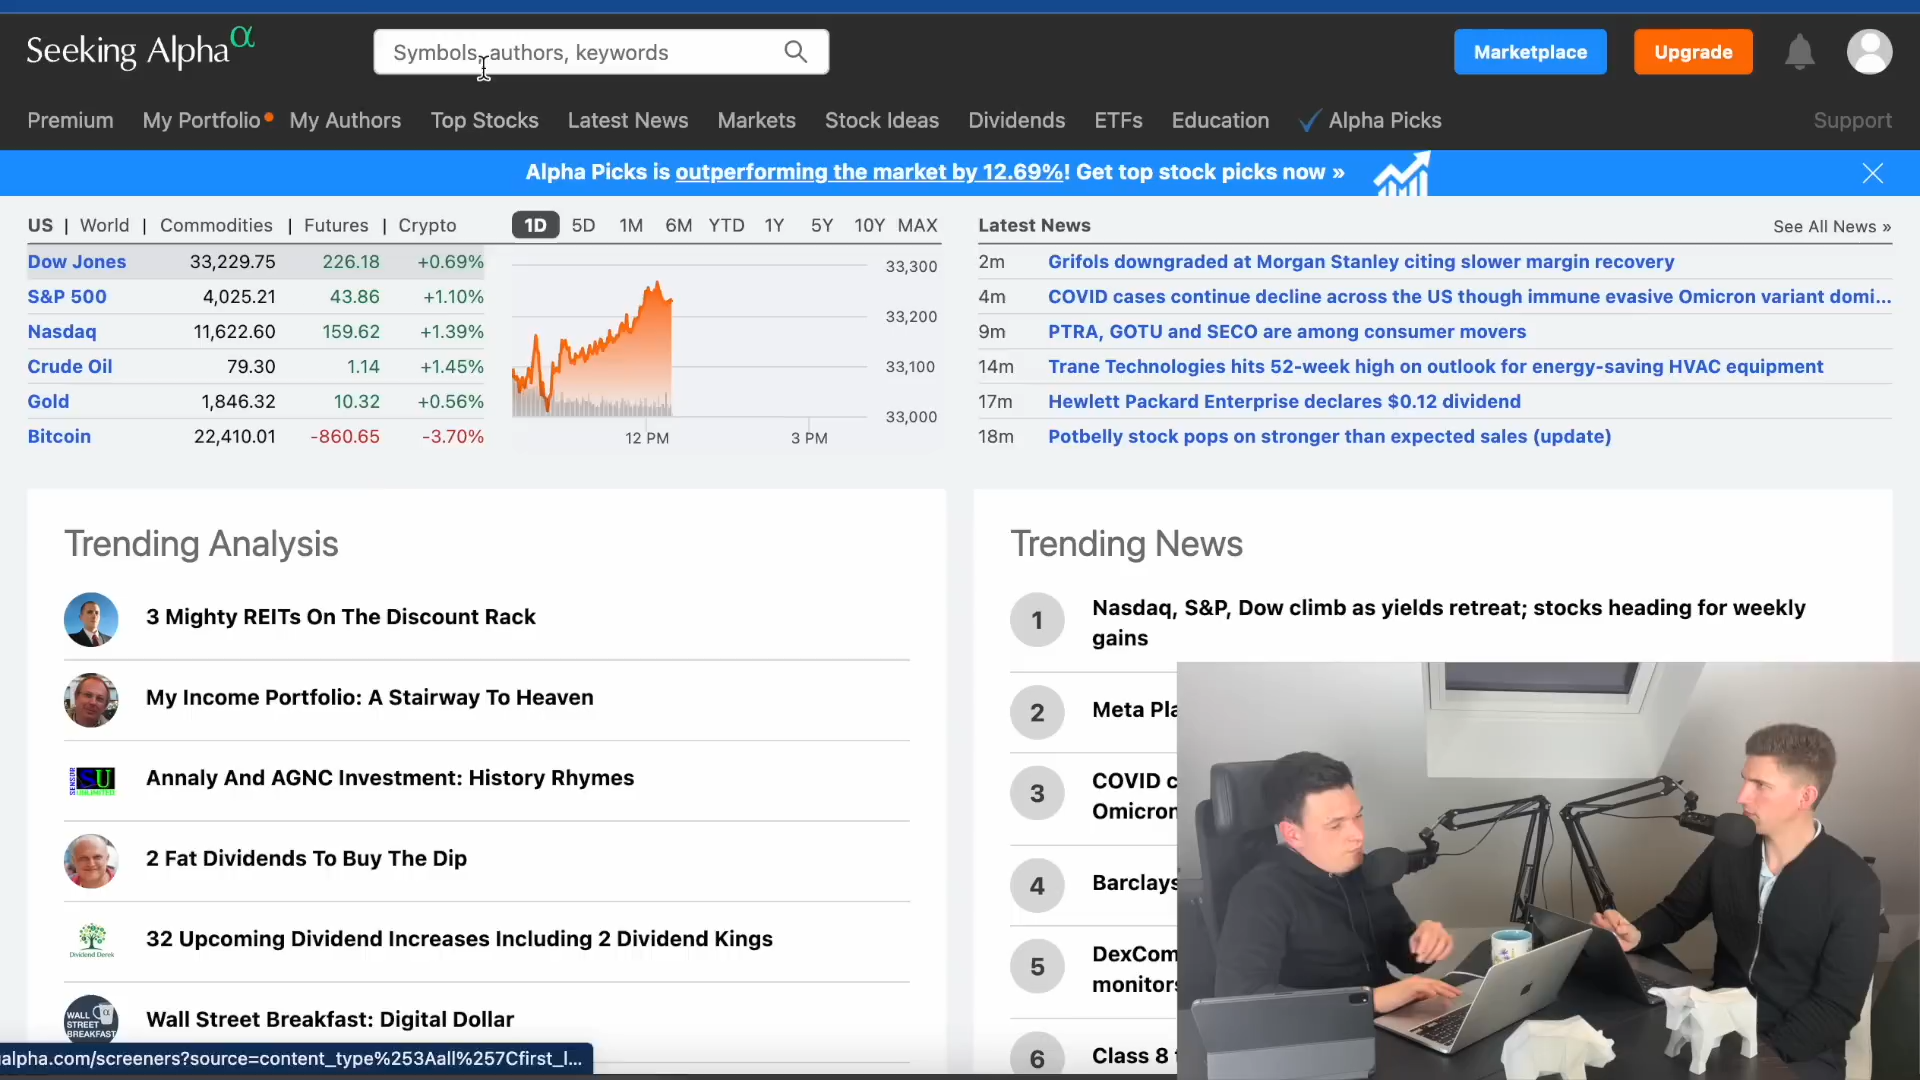 Seeking Alpha α
Symbols, authors, keywords
Marketplace
Upgrade
Premium My Portfolio My Authors Top Stocks Latest News Markets Stock Ideas Dividends ETFs Education Alpha Picks Support
Alpha Picks is outperforming the market by 12.69%! Get top stock picks now »
US | World | Commodities | Futures | Crypto
Dow Jones 33,229.75 226.18 +0.69%
S&P 500 4,025.21 43.86 +1.10%
Nasdaq 11,622.60 159.62 +1.39%
Crude Oil 79.30 1.14 +1.45%
Gold 1,846.32 10.32 +0.56%
Bitcoin 22,410.01 -860.65 -3.70%
1D 5D 1M 6M YTD 1Y 5Y 10Y MAX
33,300
33,200
33,100
33,000
12 PM 3 PM
Latest News See All News »
2m Grifols downgraded at Morgan Stanley citing slower margin recovery
4m COVID cases continue decline across the US though immune evasive Omicron variant domi...
9m PTRA, GOTU and SECO are among consumer movers
14m Trane Technologies hits 52-week high on outlook for energy-saving HVAC equipment
17m Hewlett Packard Enterprise declares $0.12 dividend
18m Potbelly stock pops on stronger than expected sales (update)
Trending Analysis
3 Mighty REITs On The Discount Rack
My Income Portfolio: A Stairway To Heaven
SU
Annaly And AGNC Investment: History Rhymes
2 Fat Dividends To Buy The Dip
Dividend Derek
32 Upcoming Dividend Increases Including 2 Dividend Kings
WALL
STREET
BREAKFAST
Wall Street Breakfast: Digital Dollar
alpha.com/screeners?source=content_type%253Aall%257Cfirst_l...
Trending News
1 Nasdaq, S&P, Dow climb as yields retreat; stocks heading for weekly
gains
2 Meta Pla
3 COVID c
Omicron
4 Barclays
5 DexCom
monitors
6 Class 8